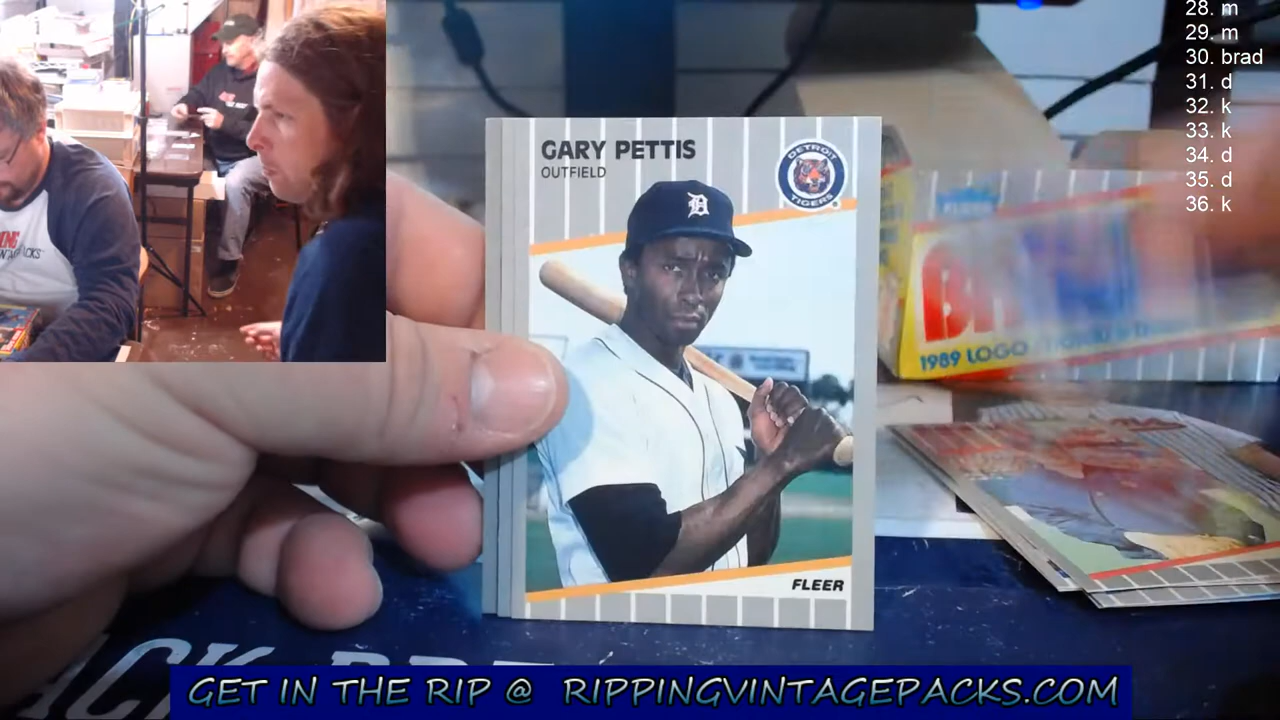 28. m
29. m
30. brad
31. d
32. k
33. k
34. d
35. d
36. k
GARY PETTIS
OUTFIELD
DETROIT
TIGERS
FLEER
FLEER
1989 LOGO
GET IN THE RIP @ RIPPINGVINTAGEPACKS.COM